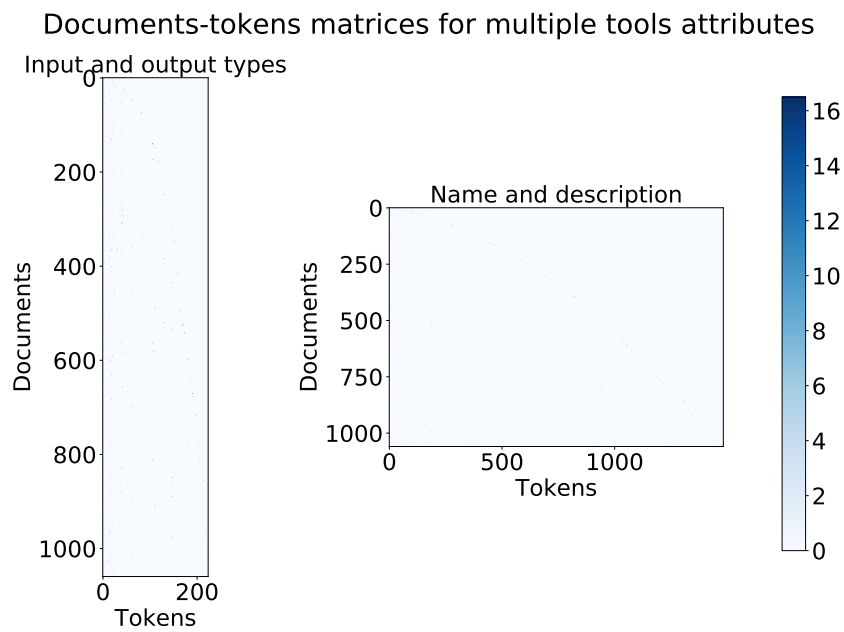 Documents-tokens matrices for multiple tools attributes
Input and output types
0
200
400
600
800
1000
Documents
0 200
Tokens
Name and description
0
250
500
750
1000
Documents
0 500 1000
Tokens
16
14
12
10
8
6
4
2
0